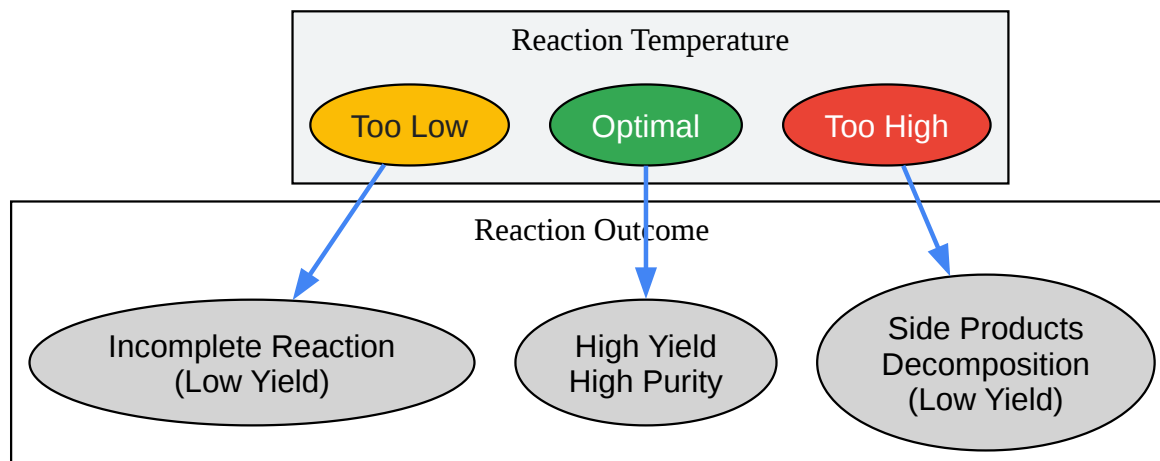 Reaction Temperature
Too Low
Optimal
Too High
Reaction Outcome
Incomplete Reaction
(Low Yield)
High Yield
High Purity
Side Products
Decomposition
(Low Yield)